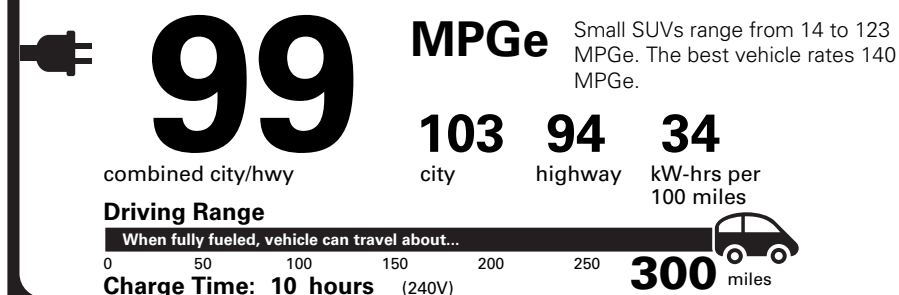 99
MPGe
Small SUVs range from 14 to 123
MPGe. The best vehicle rates 140
MPGe.
combined city/hwy
103 94 34
city highway kW-hrs per
100 miles
Driving Range
When fully fueled, vehicle can travel about...
0 50 100 150 200 250 300 miles
Charge Time: 10 hours (240V)